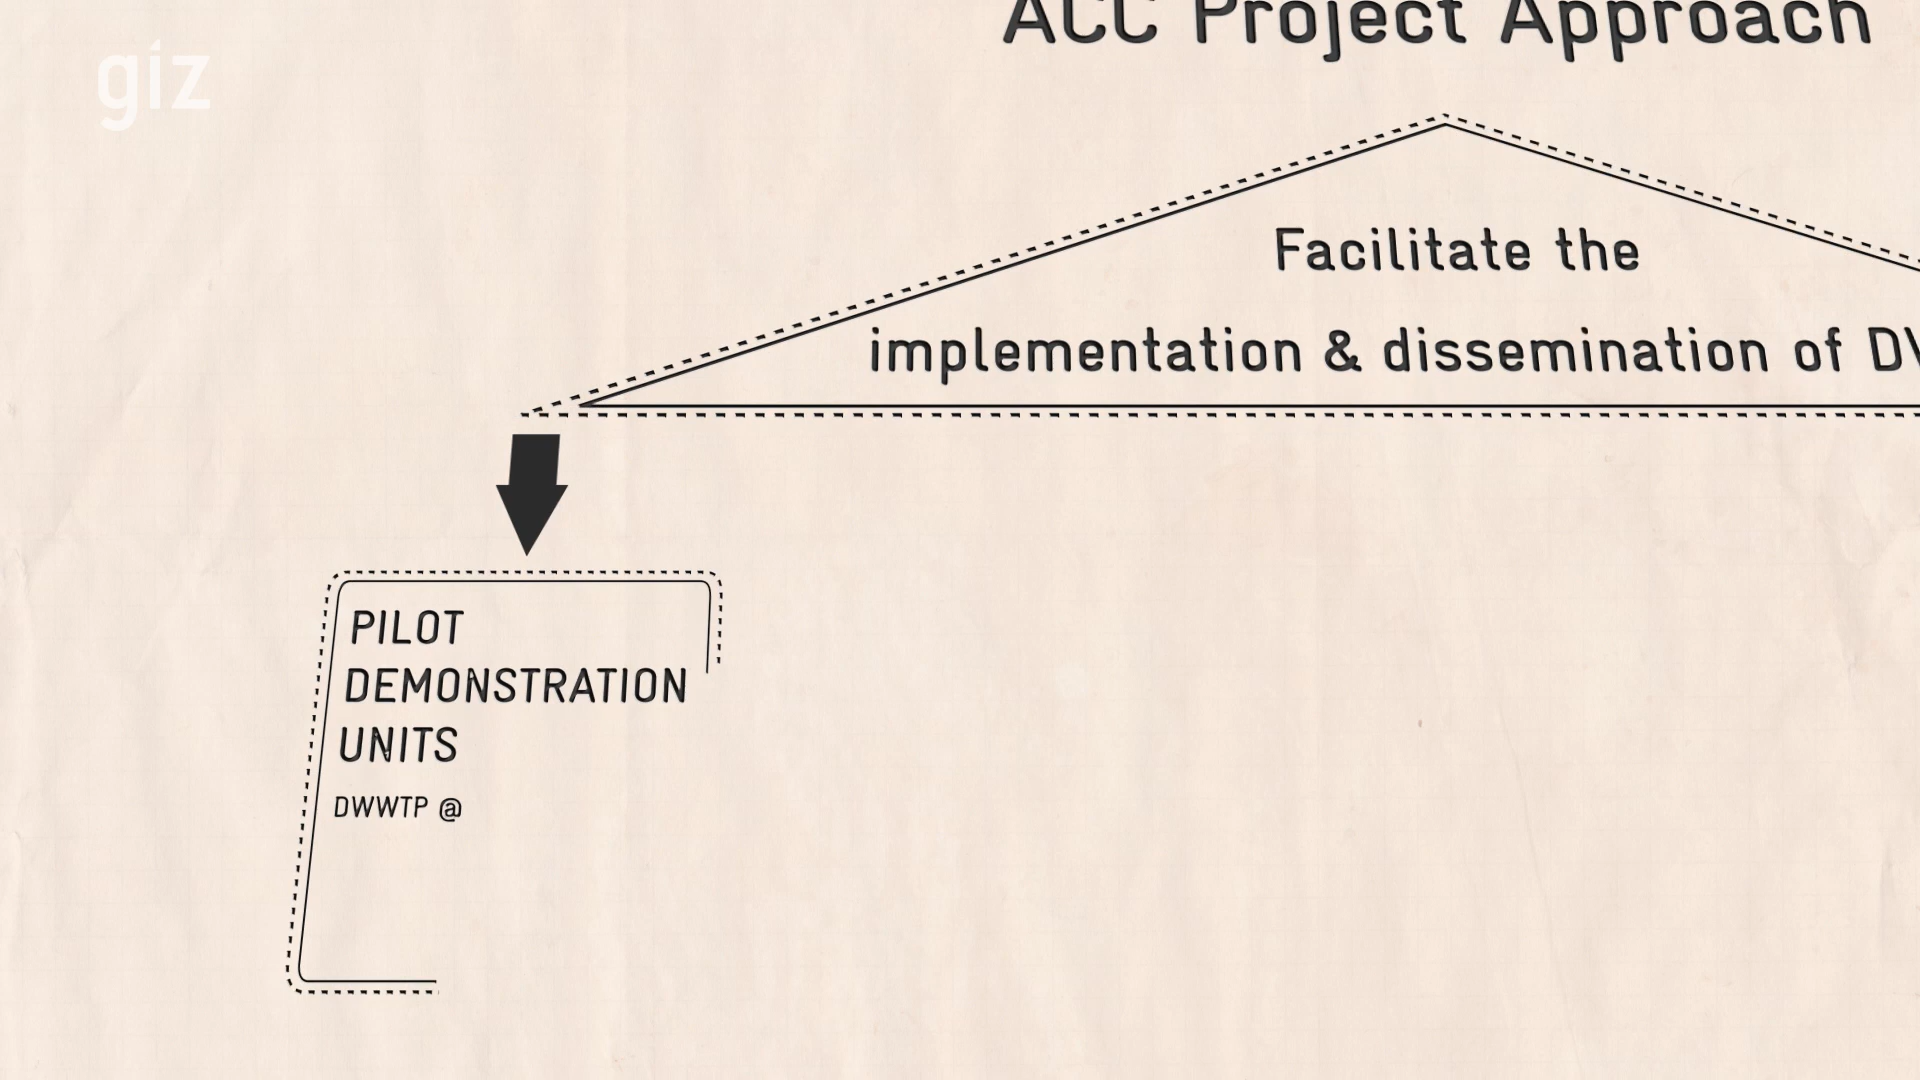 giz
ACC Project Approach
Facilitate the
implementation & dissemination of
PILOT
DEMONSTRATION
UNITS
DWWTP @